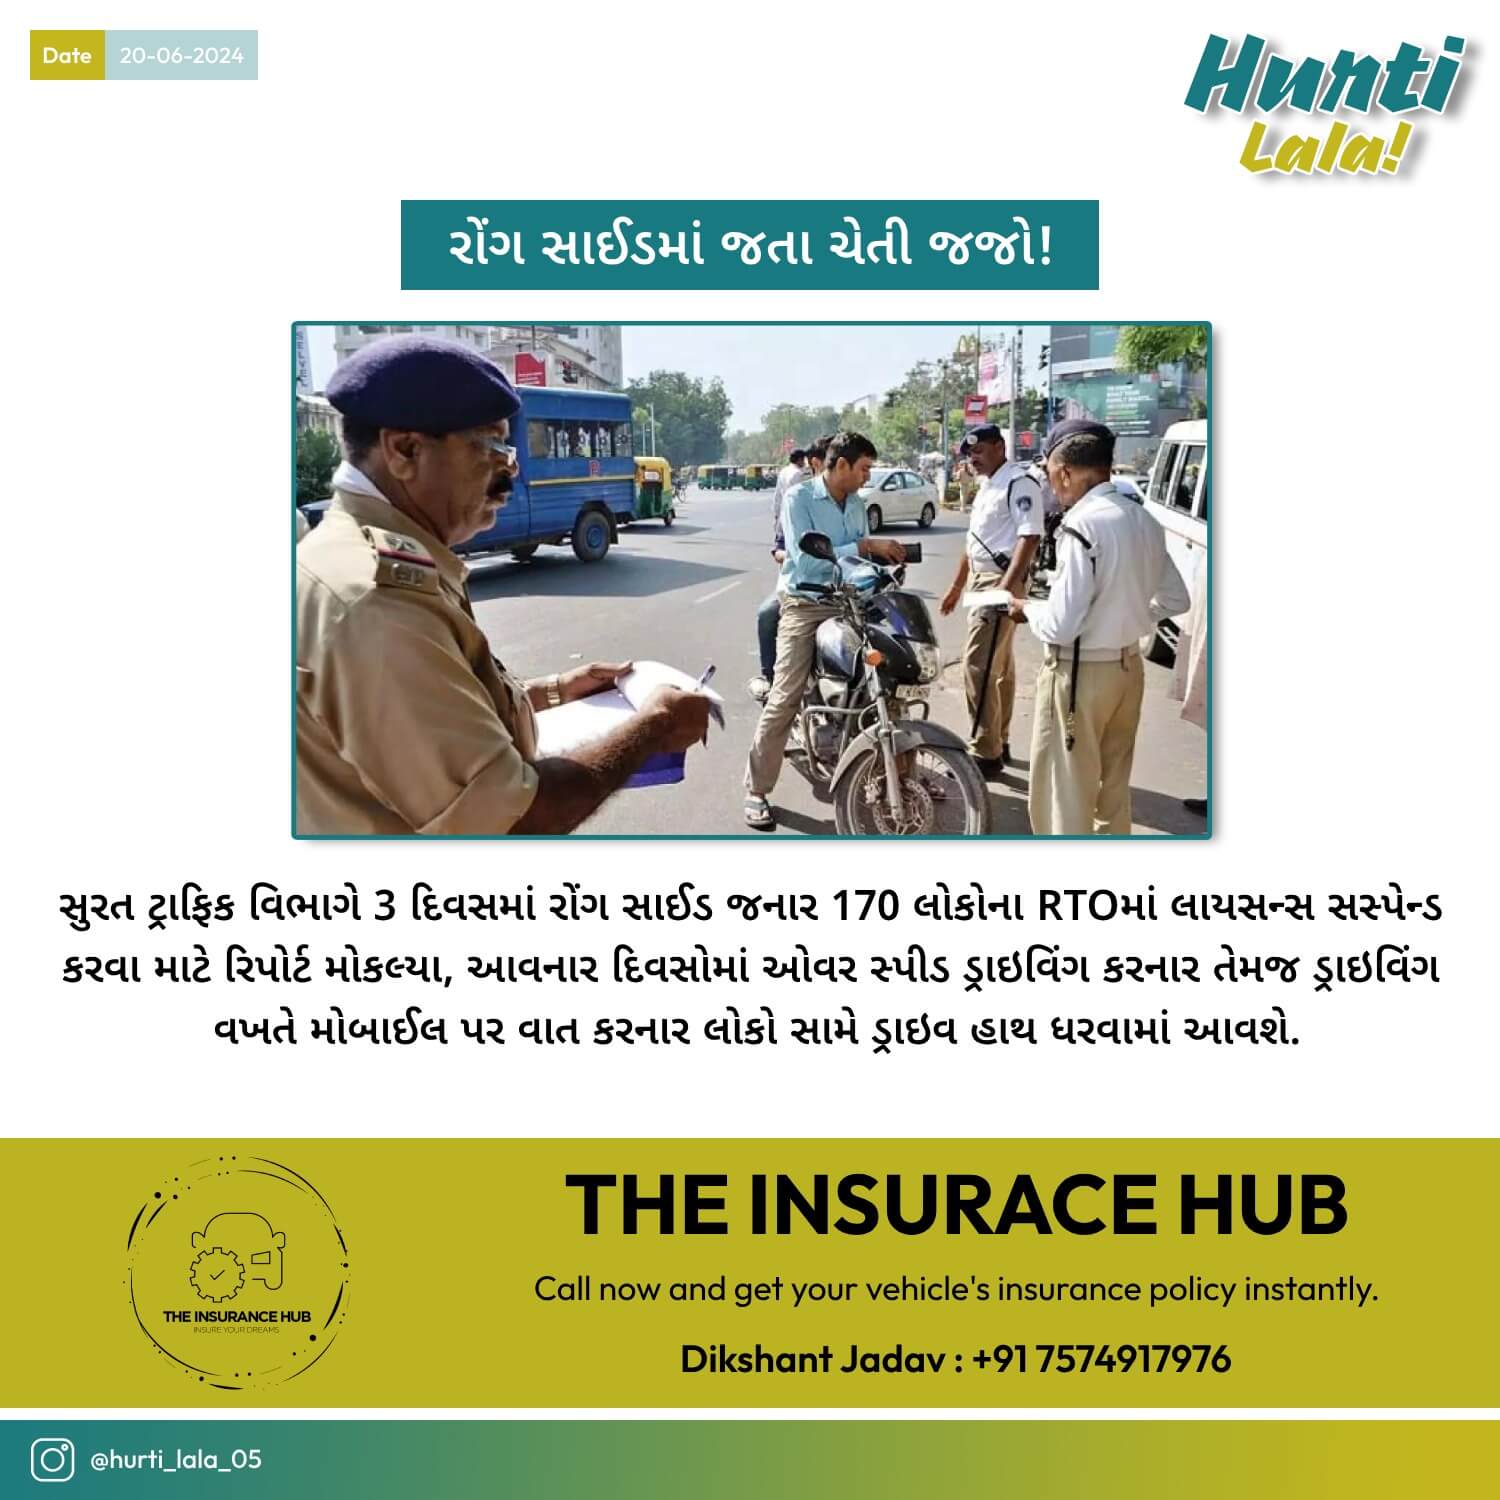 Date 20-06-2024
Hurti
Lala!
રોંગ સાઈડમાં જતા ચેતી જજો!
સુરત ટ્રાફિક વિભાગે 3 દિવસમાં રોંગ સાઈડ જનાર 170 લોકોના RTOમાં લાયસન્સ સસ્પેન્ડ
કરવા માટે રિપોર્ટ મોકલ્યા, આવનાર દિવસોમાં ઓવર સ્પીડ ડ્રાઇવિંગ કરનાર તેમજ ડ્રાઇવિંગ
વખતે મોબાઈલ પર વાત કરનાર લોકો સામે ડ્રાઇવ હાથ ધરવામાં આવશે.
THE INSURANCE HUB
INSURE YOUR DREAMS
THE INSURACE HUB
Call now and get your vehicle's insurance policy instantly.
Dikshant Jadav : +91 7574917976
@hurti_lala_05